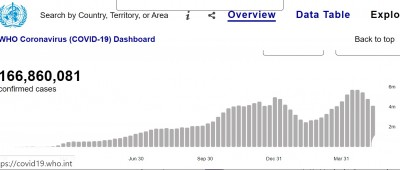 Search by Country, Territory, or Area i Overview Data Table Explo
WHO Coronavirus (COVID-19) Dashboard Back to top
166,860,081
confirmed cases
6m
4m
2m
Jun 30 Sep 30 Dec 31 Mar 31
ps://covid19.who.int